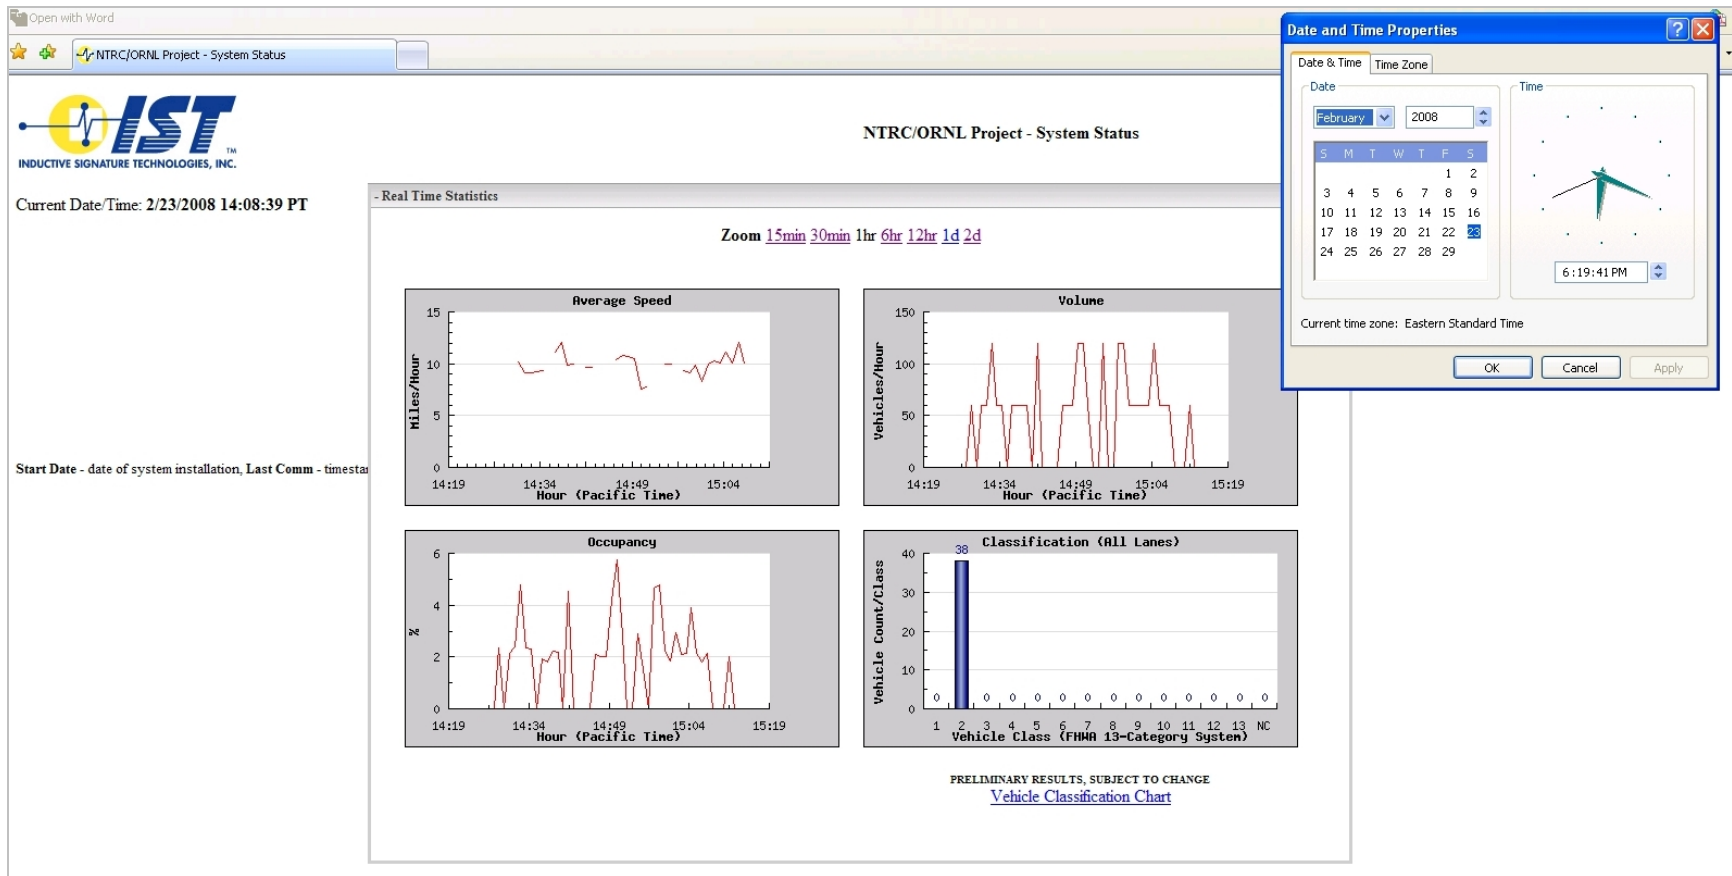 Open with Word
NTRC/ORNL Project - System Status
IST
TM
INDUCTIVE SIGNATURE TECHNOLOGIES, INC.
NTRC/ORNL Project - System Status
Current Date/Time: 2/23/2008 14:08:39 PT
- Real Time Statistics
Zoom 15min 30min 1hr 6hr 12hr 1d 2d
Average Speed
Miles/Hour
15
10
5
0
14:19 14:34 14:49 15:04
Hour (Pacific Time)
Volume
Vehicles/Hour
150
100
50
0
14:19 14:34 14:49 15:04 15:19
Hour (Pacific Time)
Start Date - date of system installation, Last Comm - timesta
Occupancy
%
6
4
2
0
14:19 14:34 14:49 15:04 15:19
Hour (Pacific Time)
Classification (All Lanes)
Vehicle Count/Class
40
30
20
10
0
0 38 0 0 0 0 0 0 0 0 0 0 0 0
1 2 3 4 5 6 7 8 9 10 11 12 13 NC
Vehicle Class (FHWA 13-Category System)
PRELIMINARY RESULTS, SUBJECT TO CHANGE
Vehicle Classification Chart
Date and Time Properties
Date & Time Time Zone
Date
February 2008
S M T W T F S
1 2
3 4 5 6 7 8 9
10 11 12 13 14 15 16
17 18 19 20 21 22 23
24 25 26 27 28 29
Time
6:19:41 PM
Current time zone: Eastern Standard Time
OK Cancel Apply